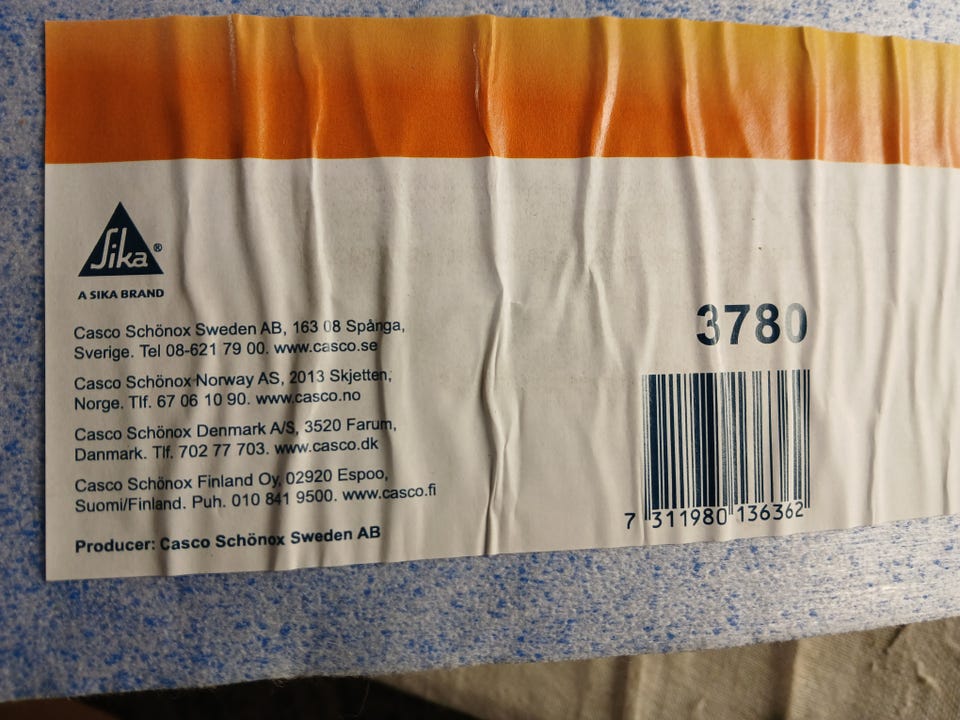 Sika®
A SIKA BRAND
Casco Schönox Sweden AB, 163 08 Spånga,
Sverige. Tel 08-621 79 00. www.casco.se
Casco Schönox Norway AS, 2013 Skjetten,
Norge. Tlf. 67 06 10 90. www.casco.no
Casco Schönox Denmark A/S, 3520 Farum,
Danmark. Tlf. 702 77 703. www.casco.dk
Casco Schönox Finland Oy, 02920 Espoo,
Suomi/Finland. Puh. 010 841 9500. www.casco.fi
Producer: Casco Schönox Sweden AB
3780
7 311980 136362